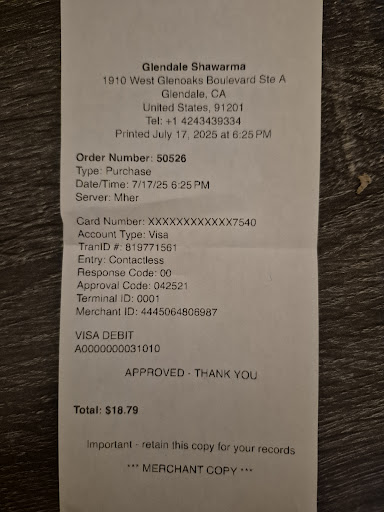 Glendale Shawarma
1910 West Glenoaks Boulevard Ste A
Glendale, CA
United States, 91201
Tel: +1 4243439334
Printed July 17, 2025 at 6:25 PM
Order Number: 50526
Type: Purchase
Date/Time: 7/17/25 6:25 PM
Server: Mher
Card Number: XXXXXXXXXXXX7540
Account Type: Visa
TranID #: 819771561
Entry: Contactless
Response Code: 00
Approval Code: 042521
Terminal ID: 0001
Merchant ID: 4445064806987
VISA DEBIT
A0000000031010
APPROVED - THANK YOU
Total: $18.79
Important - retain this copy for your records
*** MERCHANT COPY ***